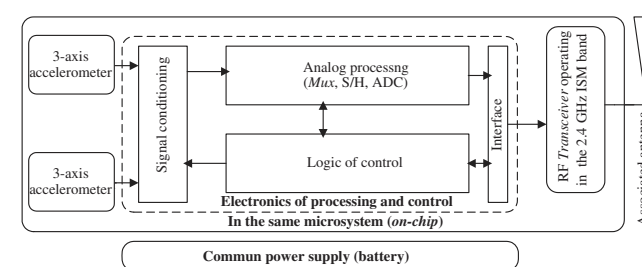 3-axis
accelerometer
3-axis
accelerometer
Signal conditioning
Analog processng
(Mux, S/H, ADC)
Logic of control
Interface
Electronics of processing and control
In the same microsystem (on-chip)
RF Transceiver operating
in the 2.4 GHz ISM band
Commun power supply (battery)